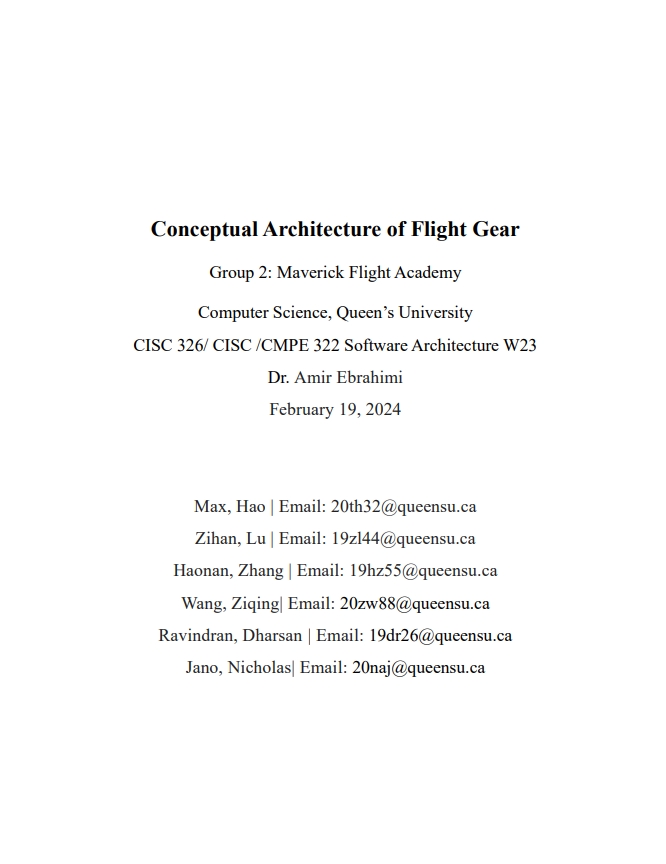 Conceptual Architecture of Flight Gear
Group 2: Maverick Flight Academy
Computer Science, Queen’s University
CISC 326/ CISC /CMPE 322 Software Architecture W23
Dr. Amir Ebrahimi
February 19, 2024
Max, Hao | Email: 20th32@queensu.ca
Zihan, Lu | Email: 19zl44@queensu.ca
Haonan, Zhang | Email: 19hz55@queensu.ca
Wang, Ziqing| Email: 20zw88@queensu.ca
Ravindran, Dharsan | Email: 19dr26@queensu.ca
Jano, Nicholas| Email: 20naj@queensu.ca